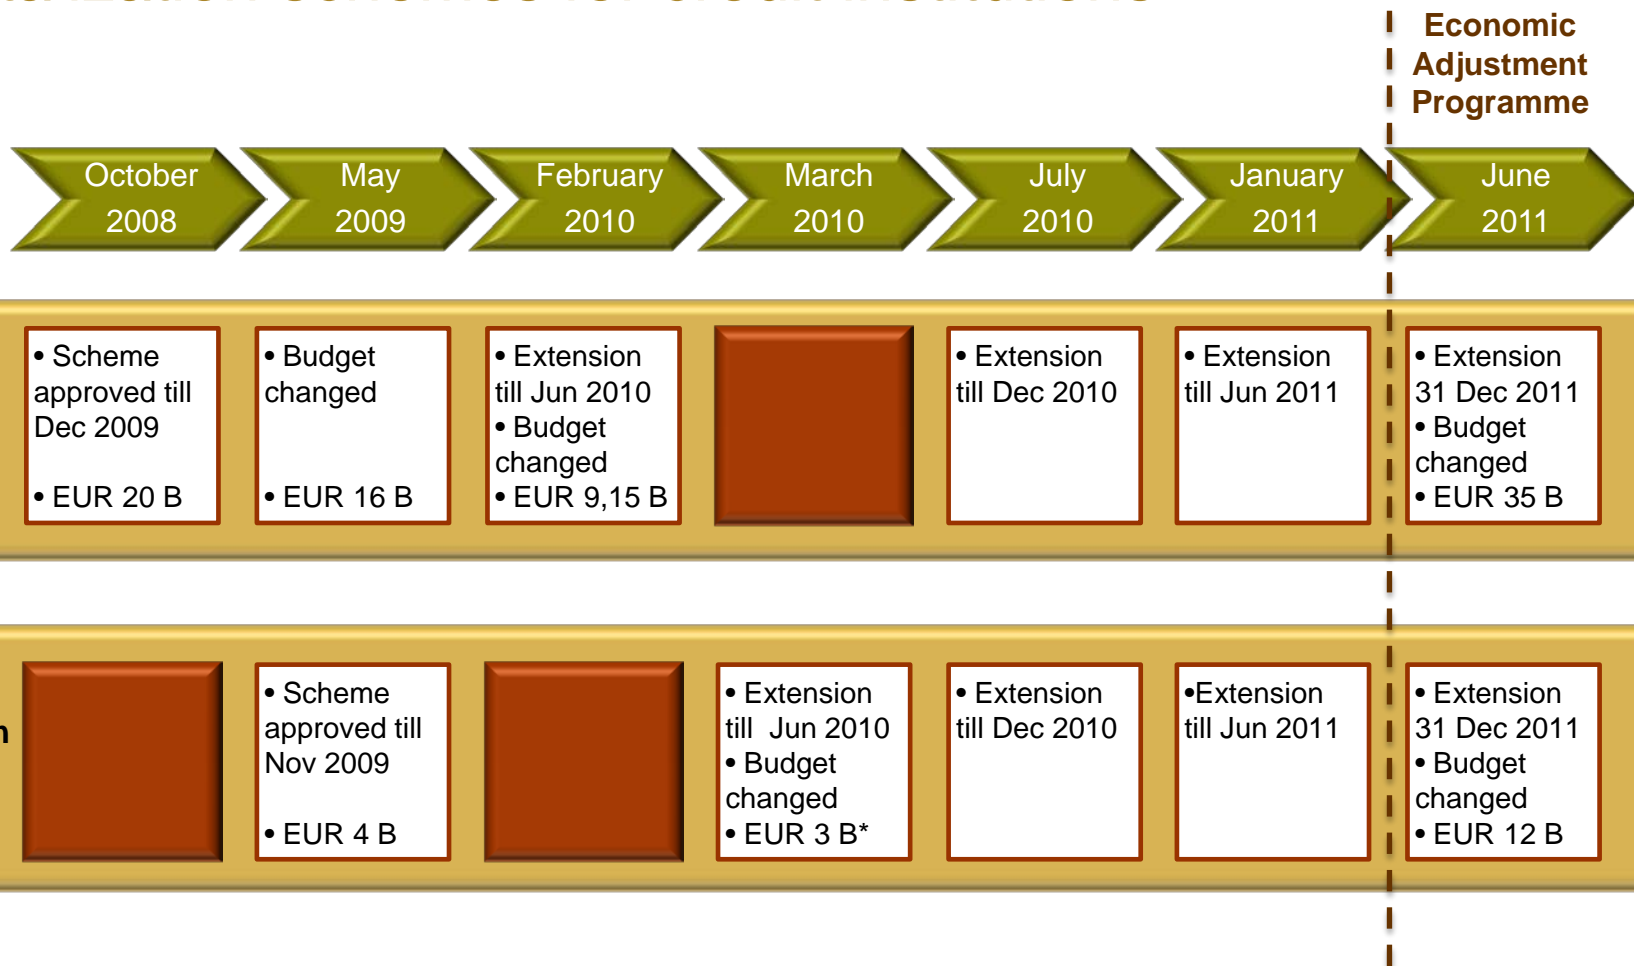 for credit institutions
Economic
Adjustment
Programme
October
2008
May
2009
February
2010
March
2010
July
2010
January
2011
June
2011
• Scheme
approved till
Dec 2009
• EUR 20 B
• Budget
changed
• EUR 16 B
• Extension
till Jun 2010
• Budget
changed
• EUR 9,15 B
• Extension
till Dec 2010
• Extension
till Jun 2011
• Extension
31 Dec 2011
• Budget
changed
• EUR 35 B
• Scheme
approved till
Nov 2009
• EUR 4 B
• Extension
till Jun 2010
• Budget
changed
• EUR 3 B*
• Extension
till Dec 2010
•Extension
till Jun 2011
• Extension
31 Dec 2011
• Budget
changed
• EUR 12 B